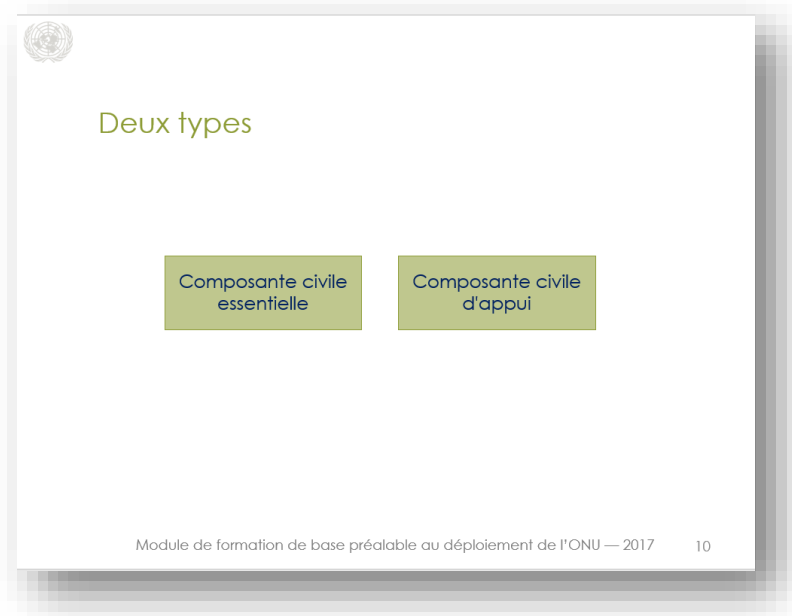 Deux types
Composante civile
essentielle
Composante civile
d'appui
Module de formation de base préalable au déploiement de l’ONU — 2017
10